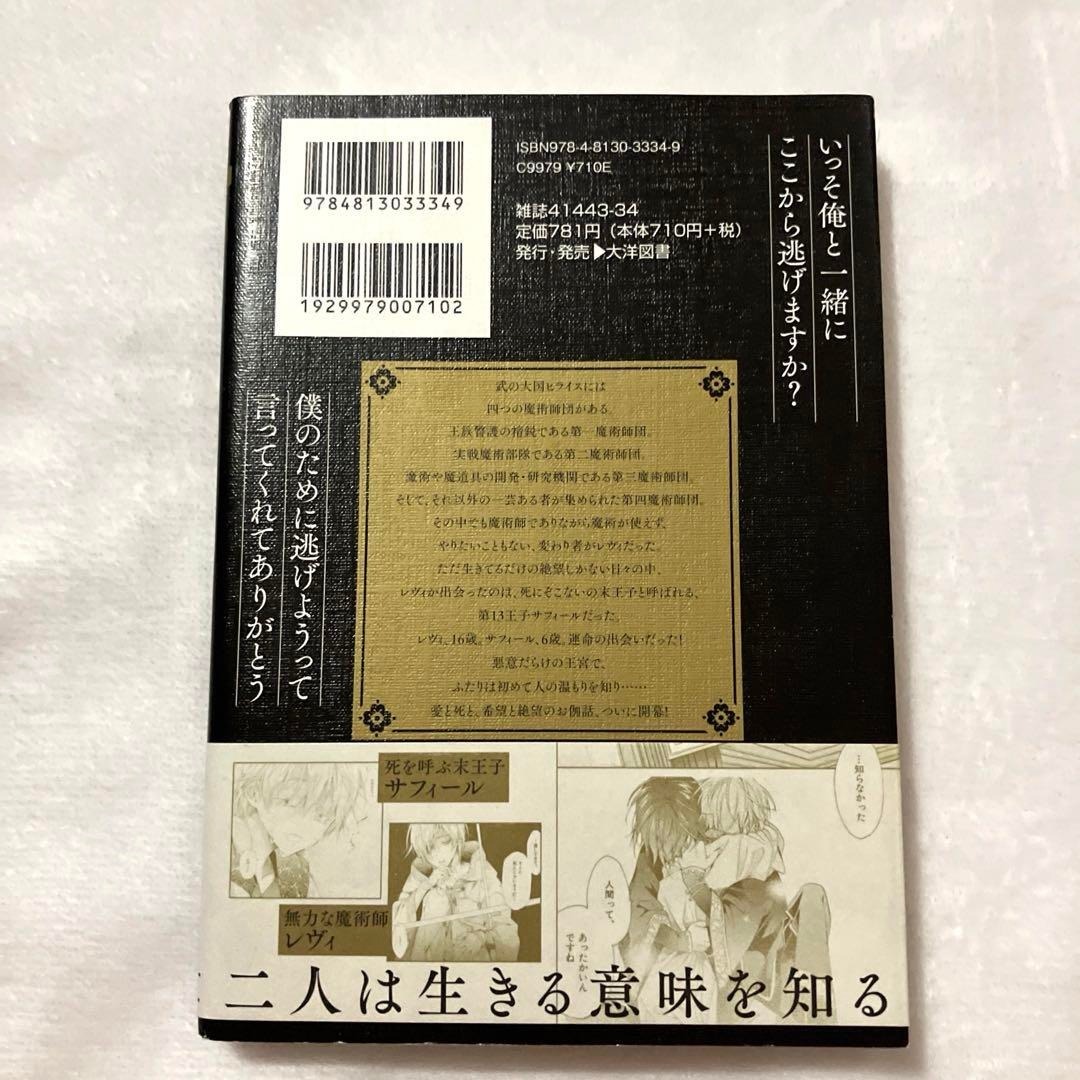 いっそ俺と一緒に
ここから逃げますか?
ISBN978-4-8130-3334-9
C9979 ¥710E
雑誌41443-34
定価781円(本体710円+税)
発行・発売▶大洋図書
9784813033349
1929979007102
武の大国ヒライスには
四つの魔術師団がある。
王族警護の精鋭である第一魔術師団。
実戦魔術部隊である第二魔術師団。
魔術や魔道具の開発・研究機関である第三魔術師団。
そして、それ以外の一芸ある者が集められた第四魔術師団。
その中でも魔術師でありながら魔術が使えず、
やりたいこともない、変わり者がレヴィだった。
ただ生きてるだけの絶望しかない日々の中、
レヴィが出会ったのは、死にぞこないの末王子と呼ばれる、
第13王子サフィールだった。
レヴィ、16歳。サフィール、6歳。運命の出会いだった!
悪意だらけの王宮で、
ふたりは初めて人の温もりを知り……
愛と死と、希望と絶望のお伽話、ついに開幕!
僕のために逃げようって
言ってくれてありがとう
死を呼ぶ末王子
サフィール
無力な魔術師
レヴィ
…知らなかった
人間って、
あったかいんですね
二人は生きる意味を知る